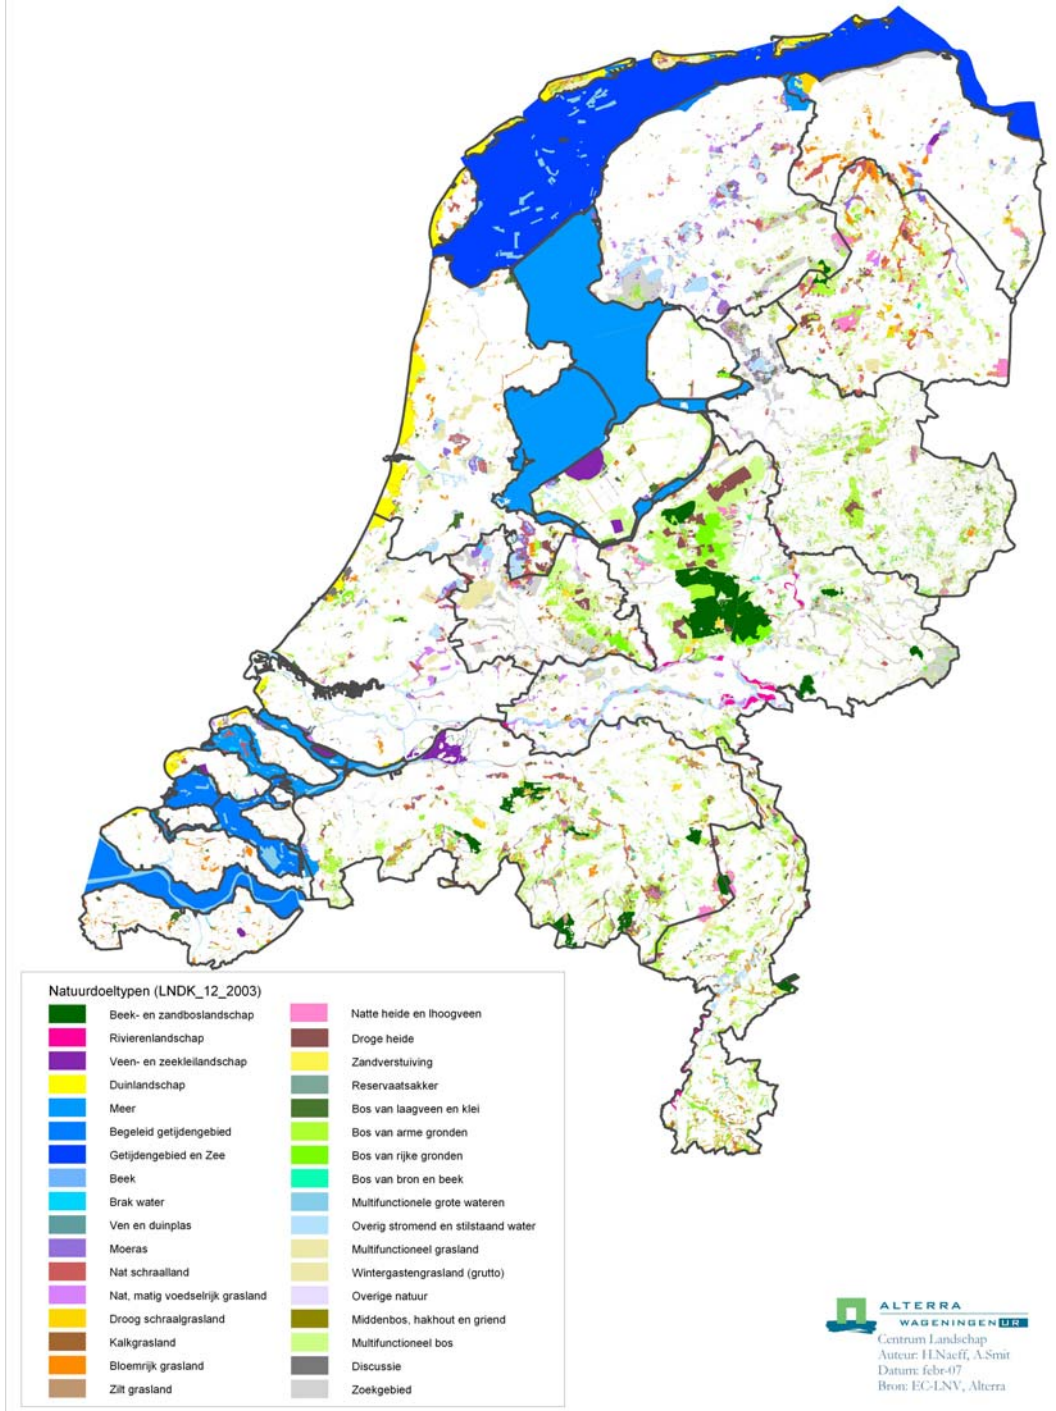 Natuurdoeltypen (LNDK_12_2003)
Beek- en zandboslandschap
Rivierenlandschap
Veen- en zeekleilandschap
Duinlandschap
Meer
Begeleid getijdengebied
Getijdengebied en Zee
Beek
Brak water
Ven en duinplas
Moeras
Nat schraalland
Nat, matig voedselrijk grasland
Droog schraalgrasland
Kalkgrasland
Bloemrijk grasland
Zilt grasland
Natte heide en lhoogveen
Droge heide
Zandverstuiving
Reservaatsakker
Bos van laagveen en klei
Bos van arme gronden
Bos van rijke gronden
Bos van bron en beek
Multifunctionele grote wateren
Overig stromend en stilstaand water
Multifunctioneel grasland
Wintergastengrasland (grutto)
Overige natuur
Middenbos, hakhout en griend
Multifunctioneel bos
Discussie
Zoekgebied
ALTERRA
WAGENINGEN UR
Centrum Landschap
Auteur: H.Naeff, A.Smit
Datum: febr-07
Bron: EC-LNV, Alterra